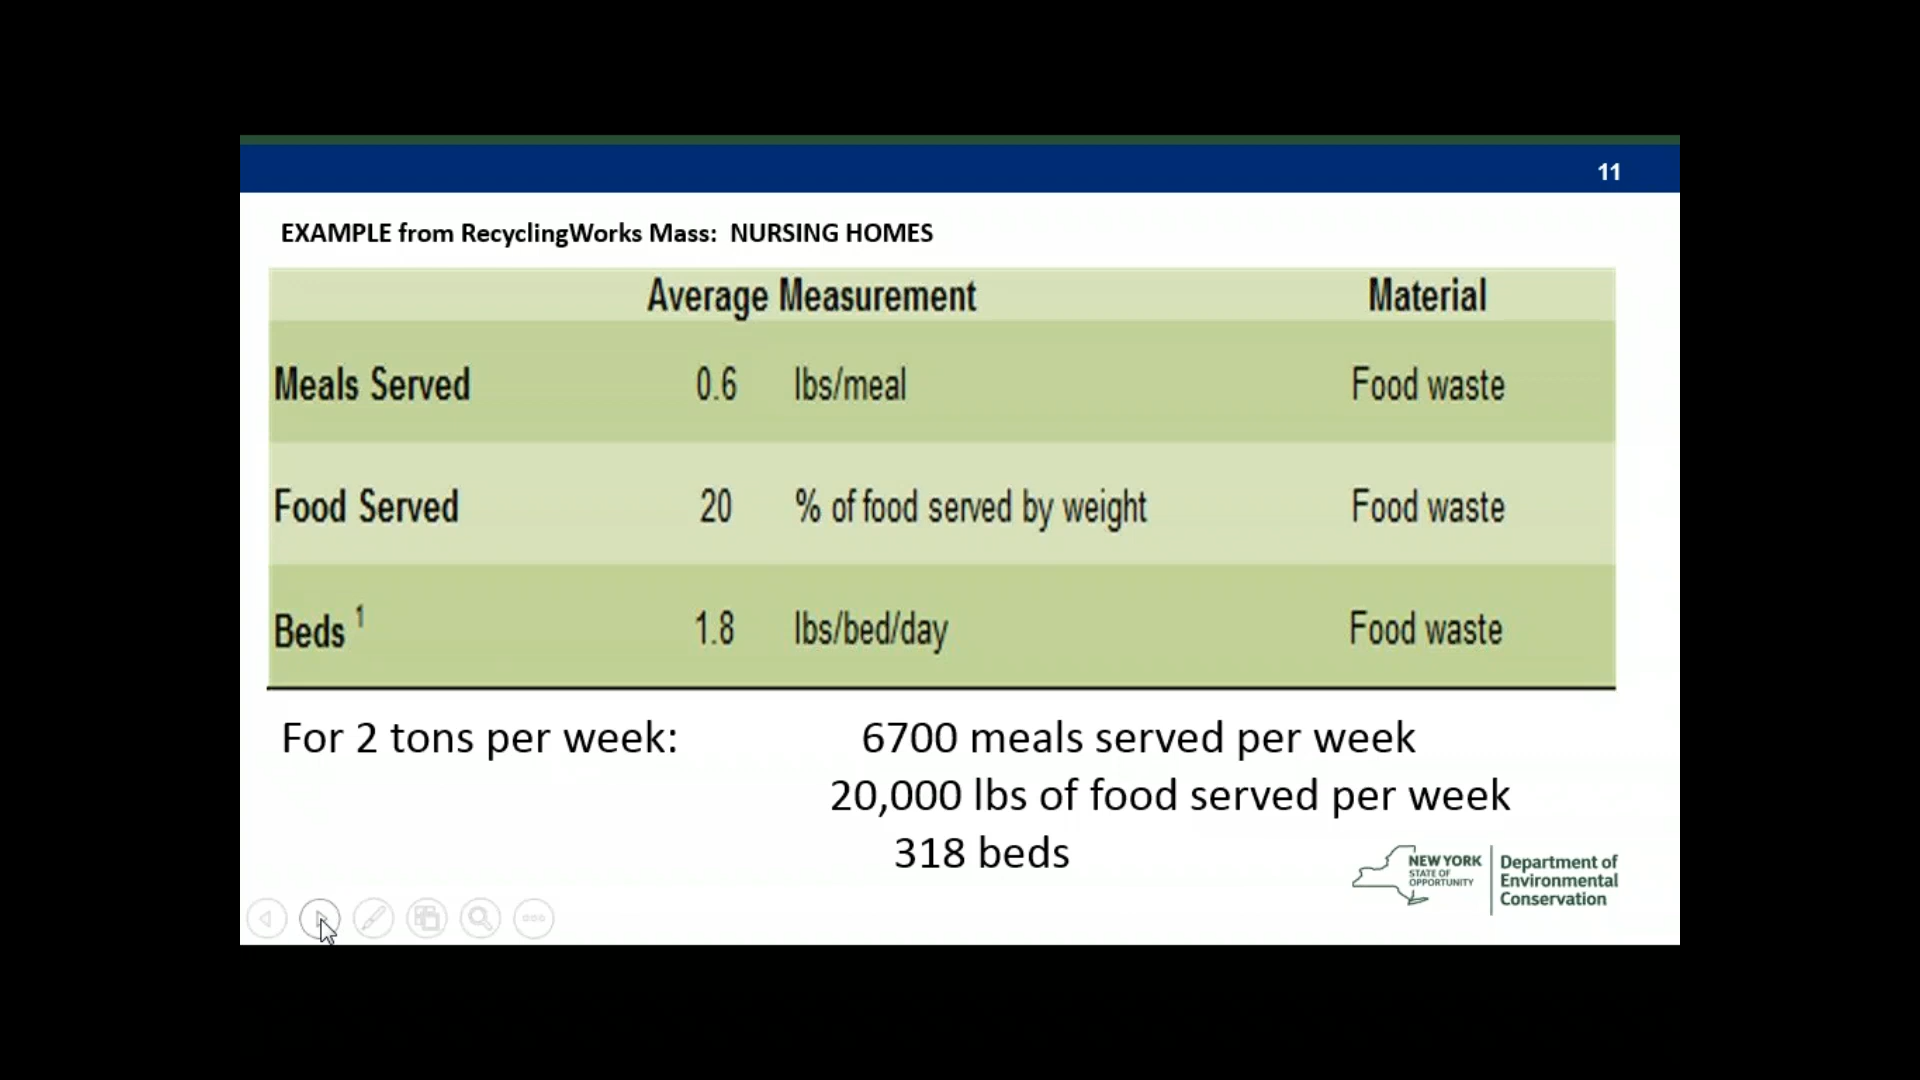 11
EXAMPLE from RecyclingWorks Mass: NURSING HOMES
Average Measurement Material
Meals Served 0.6 lbs/meal Food waste
Food Served 20 % of food served by weight Food waste
Beds ¹ 1.8 lbs/bed/day Food waste
For 2 tons per week: 6700 meals served per week
20,000 lbs of food served per week
318 beds
NEW YORK
STATE OF
OPPORTUNITY
Department of
Environmental
Conservation